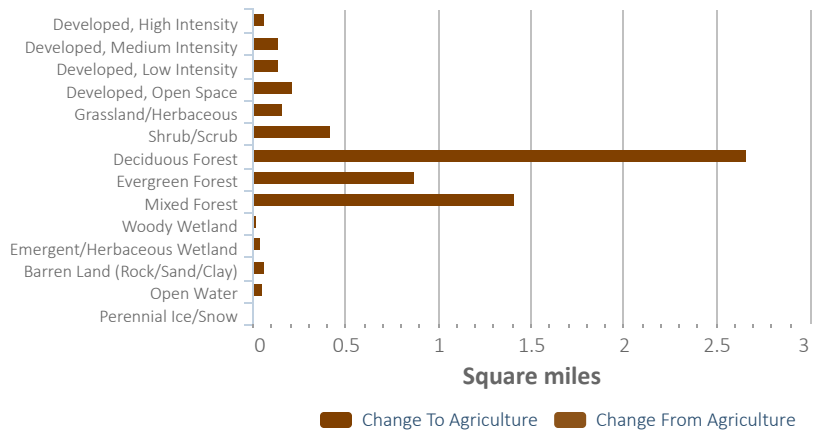 Developed, High Intensity
Developed, Medium Intensity
Developed, Low Intensity
Developed, Open Space
Grassland/Herbaceous
Shrub/Scrub
Deciduous Forest
Evergreen Forest
Mixed Forest
Woody Wetland
Emergent/Herbaceous Wetland
Barren Land (Rock/Sand/Clay)
Open Water
Perennial Ice/Snow
0 0.5 1 1.5 2 2.5 3
Square miles
Change To Agriculture Change From Agriculture